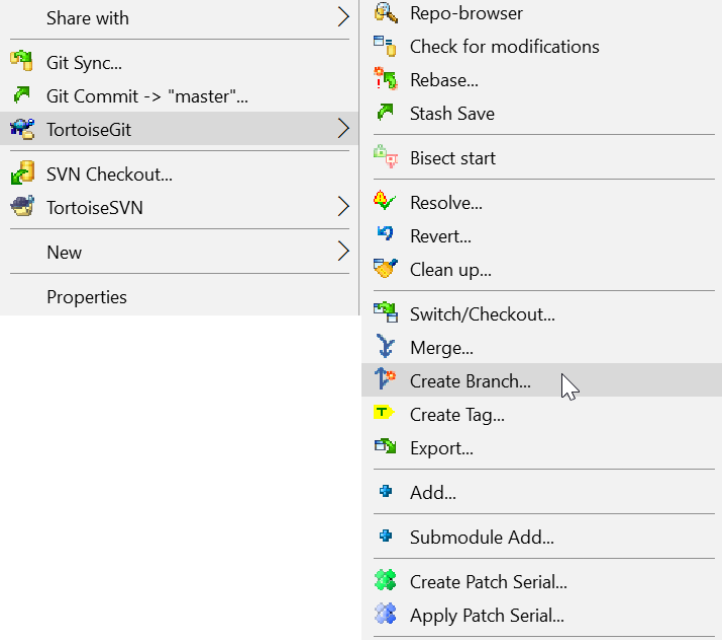 Share with
Git Sync...
Git Commit -> "master"...
TortoiseGit
SVN Checkout...
TortoiseSVN
New
Properties
Repo-browser
Check for modifications
Rebase...
Stash Save
Bisect start
Resolve...
Revert...
Clean up...
Switch/Checkout...
Merge...
Create Branch...
Create Tag...
Export...
Add...
Submodule Add...
Create Patch Serial...
Apply Patch Serial...